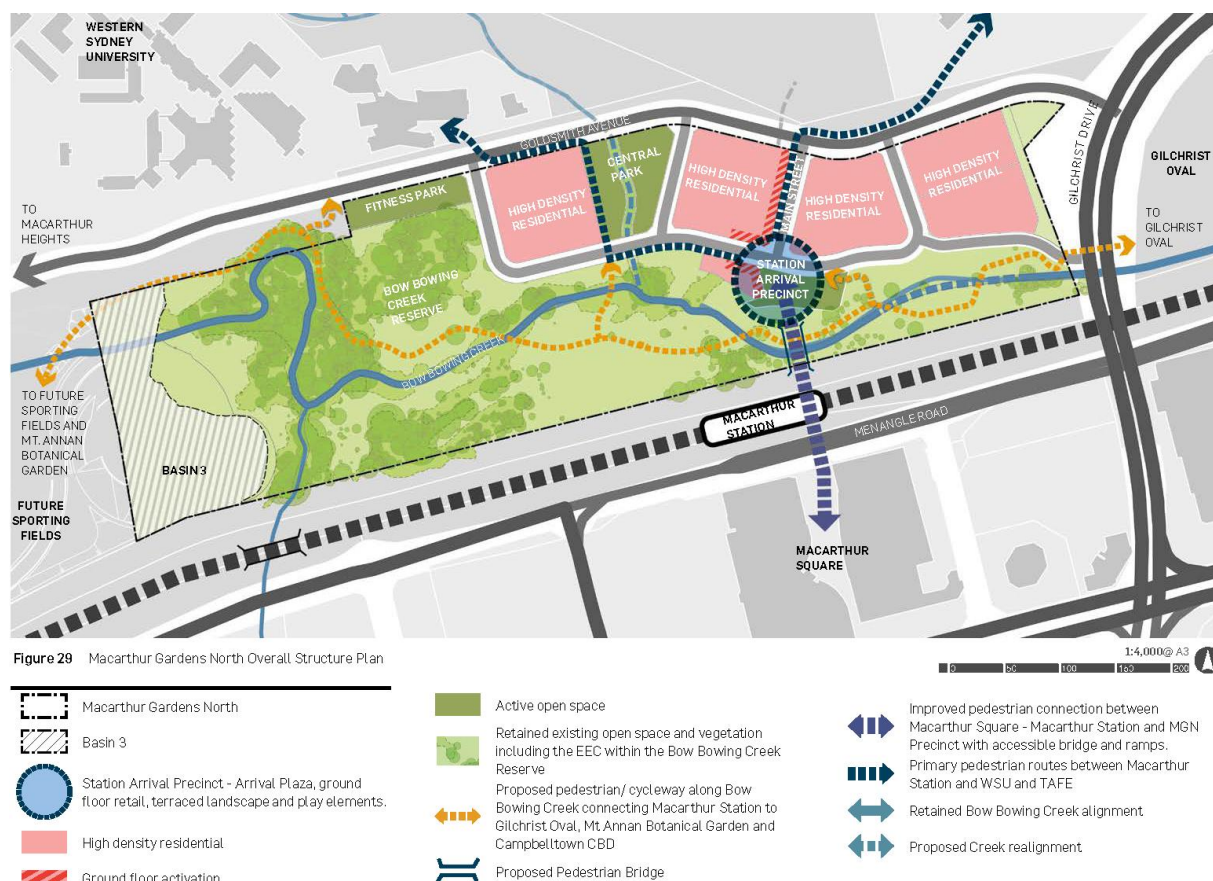 WESTERN
SYDNEY
UNIVERSITY
GOLDSMITH AVENUE
GILCHRIST DRIVE
GILCHRIST
OVAL
TO
GILCHRIST
OVAL
TO
MACARTHUR
HEIGHTS
FITNESS PARK
HIGH DENSITY
RESIDENTIAL
CENTRAL
PARK
HIGH DENSITY
RESIDENTIAL
MAIN STREET
HIGH DENSITY
RESIDENTIAL
HIGH DENSITY
RESIDENTIAL
STATION
ARRIVAL
PRECINCT
BOW BOWING
CREEK
RESERVE
BOW BOWING CREEK
TO FUTURE
SPORTING
FIELDS AND
MT. ANNAN
BOTANICAL
GARDEN
BASIN 3
FUTURE
SPORTING
FIELDS
MACARTHUR
STATION
MENANGLE ROAD
MACARTHUR
SQUARE
Figure 29 Macarthur Gardens North Overall Structure Plan
1:4,000@ A3
0 50 100 150 200
Macarthur Gardens North
Basin 3
Station Arrival Precinct - Arrival Plaza, ground
floor retail, terraced landscape and play elements.
High density residential
Ground floor activation
Active open space
Retained existing open space and vegetation
including the EEC within the Bow Bowing Creek
Reserve
Proposed pedestrian/ cycleway along Bow
Bowing Creek connecting Macarthur Station to
Gilchrist Oval, Mt Annan Botanical Garden and
Campbelltown CBD
Proposed Pedestrian Bridge
Improved pedestrian connection between
Macarthur Square - Macarthur Station and MGN
Precinct with accessible bridge and ramps.
Primary pedestrian routes between Macarthur
Station and WSU and TAFE
Retained Bow Bowing Creek alignment
Proposed Creek realignment